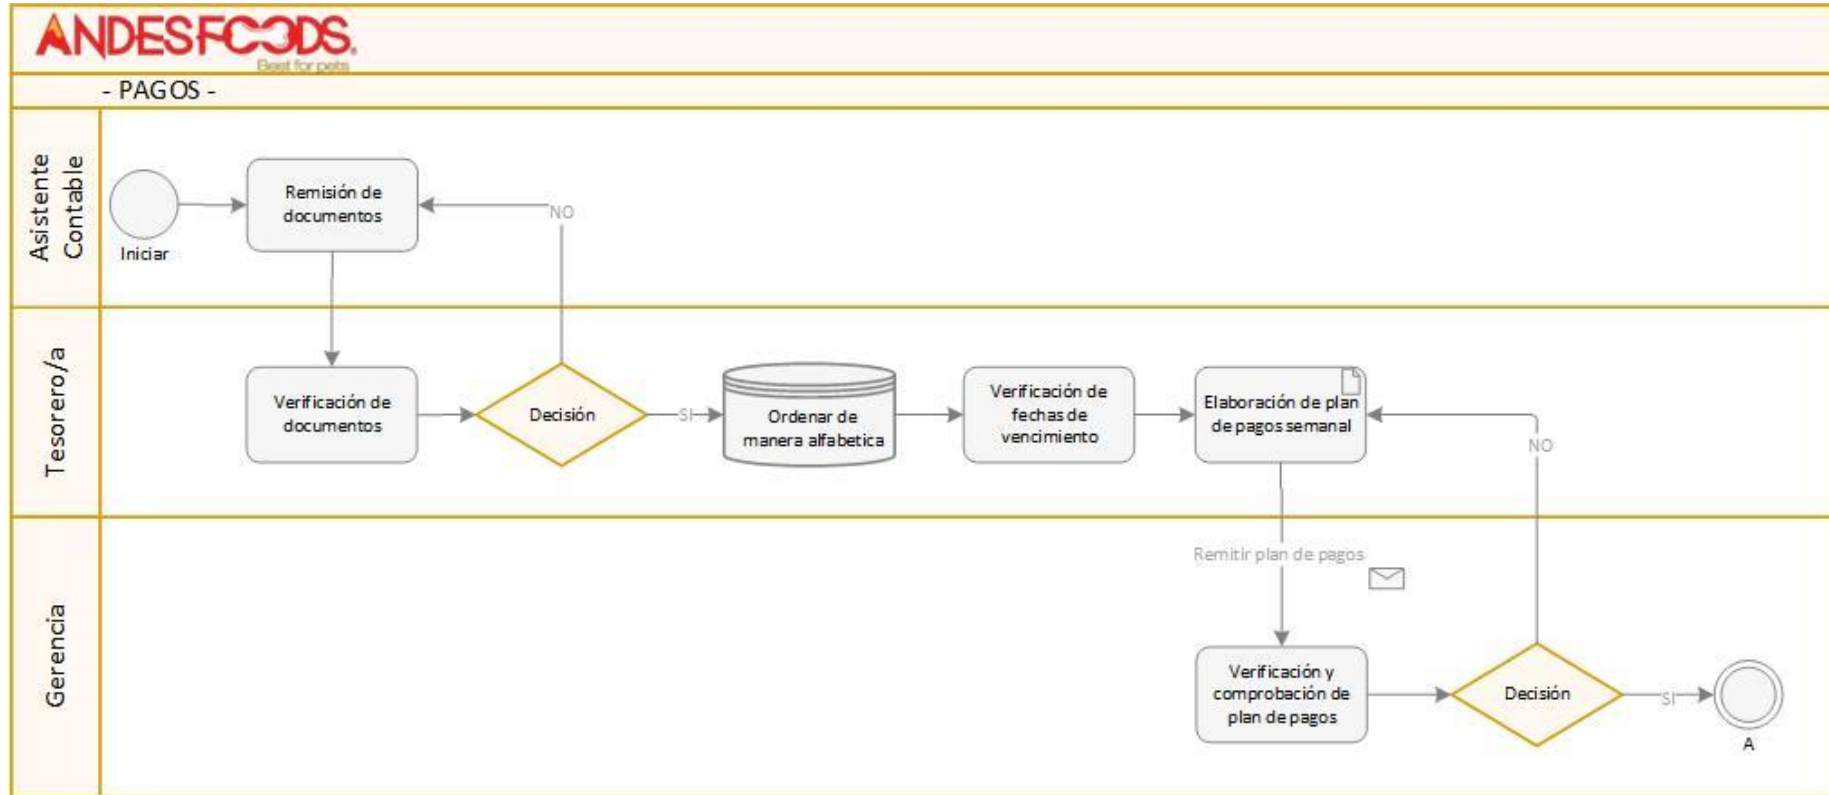 ANDESFOODS.
Best for pets
- PAGOS -
Asistente
Contable
Iniciar
Remisión de
documentos
NO
Tesorero/a
Verificación de
documentos
Decisión
SI
Ordenar de
manera alfabetica
Verificación de
fechas de
vencimiento
Elaboración de plan
de pagos semanal
NO
Gerencia
Remitir plan de pagos
Verificación y
comprobación de
plan de pagos
Decisión
SI
A